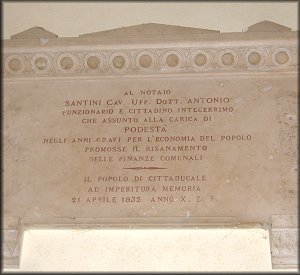 AL NOTAIO
SANTINI CAV. UFF. DOTT. ANTONIO
FUNZIONARIO E CITTADINO INTEGERRIMO
CHE ASSUNTO ALLA CARICA DI
PODESTÀ
NEGLI ANNI GRAVI PER L'ECONOMIA DEL POPOLO
PROMOSSE IL RISANAMENTO
DELLE FINANZE COMUNALI
IL POPOLO DI CITTADUCALE
AD IMPERITURA MEMORIA
21 APRILE 1932 ANNO X. E. F.